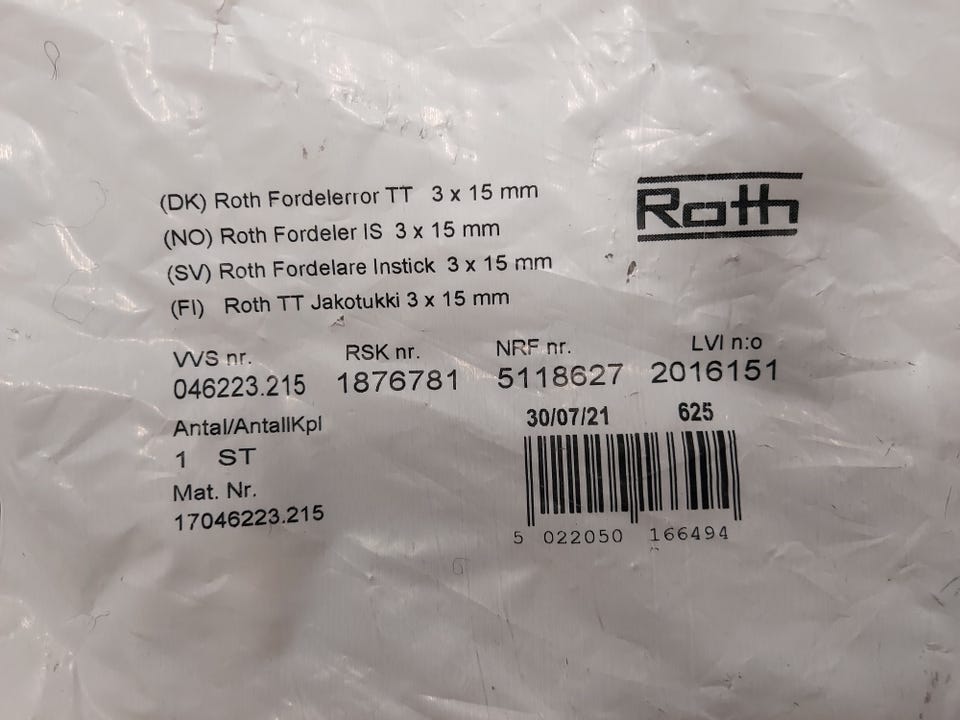 Roth
(DK) Roth Fordelerror TT 3 x 15 mm
(NO) Roth Fordeler IS 3 x 15 mm
(SV) Roth Fordelare Instick 3 x 15 mm
(FI) Roth TT Jakotukki 3 x 15 mm
VVS nr. RSK nr. NRF nr. LVI n:o
046223.215 1876781 5118627 2016151
Antal/AntallKpl 30/07/21 625
1 ST
Mat. Nr.
17046223.215
5 022050 166494